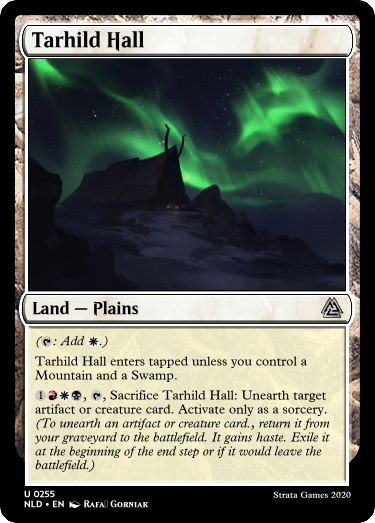 Tarhild Hall
Land — Plains
(: Add .)
Tarhild Hall enters tapped unless you control a
Mountain and a Swamp.
1, , Sacrifice Tarhild Hall: Unearth target
artifact or creature card. Activate only as a sorcery.
(To unearth an artifact or creature card., return it from
your graveyard to the battlefield. It gains haste. Exile it
at the beginning of the end step or if it would leave the
battlefield.)
U 0255
NLD • EN Rafa▯ Gorniak
Strata Games 2020